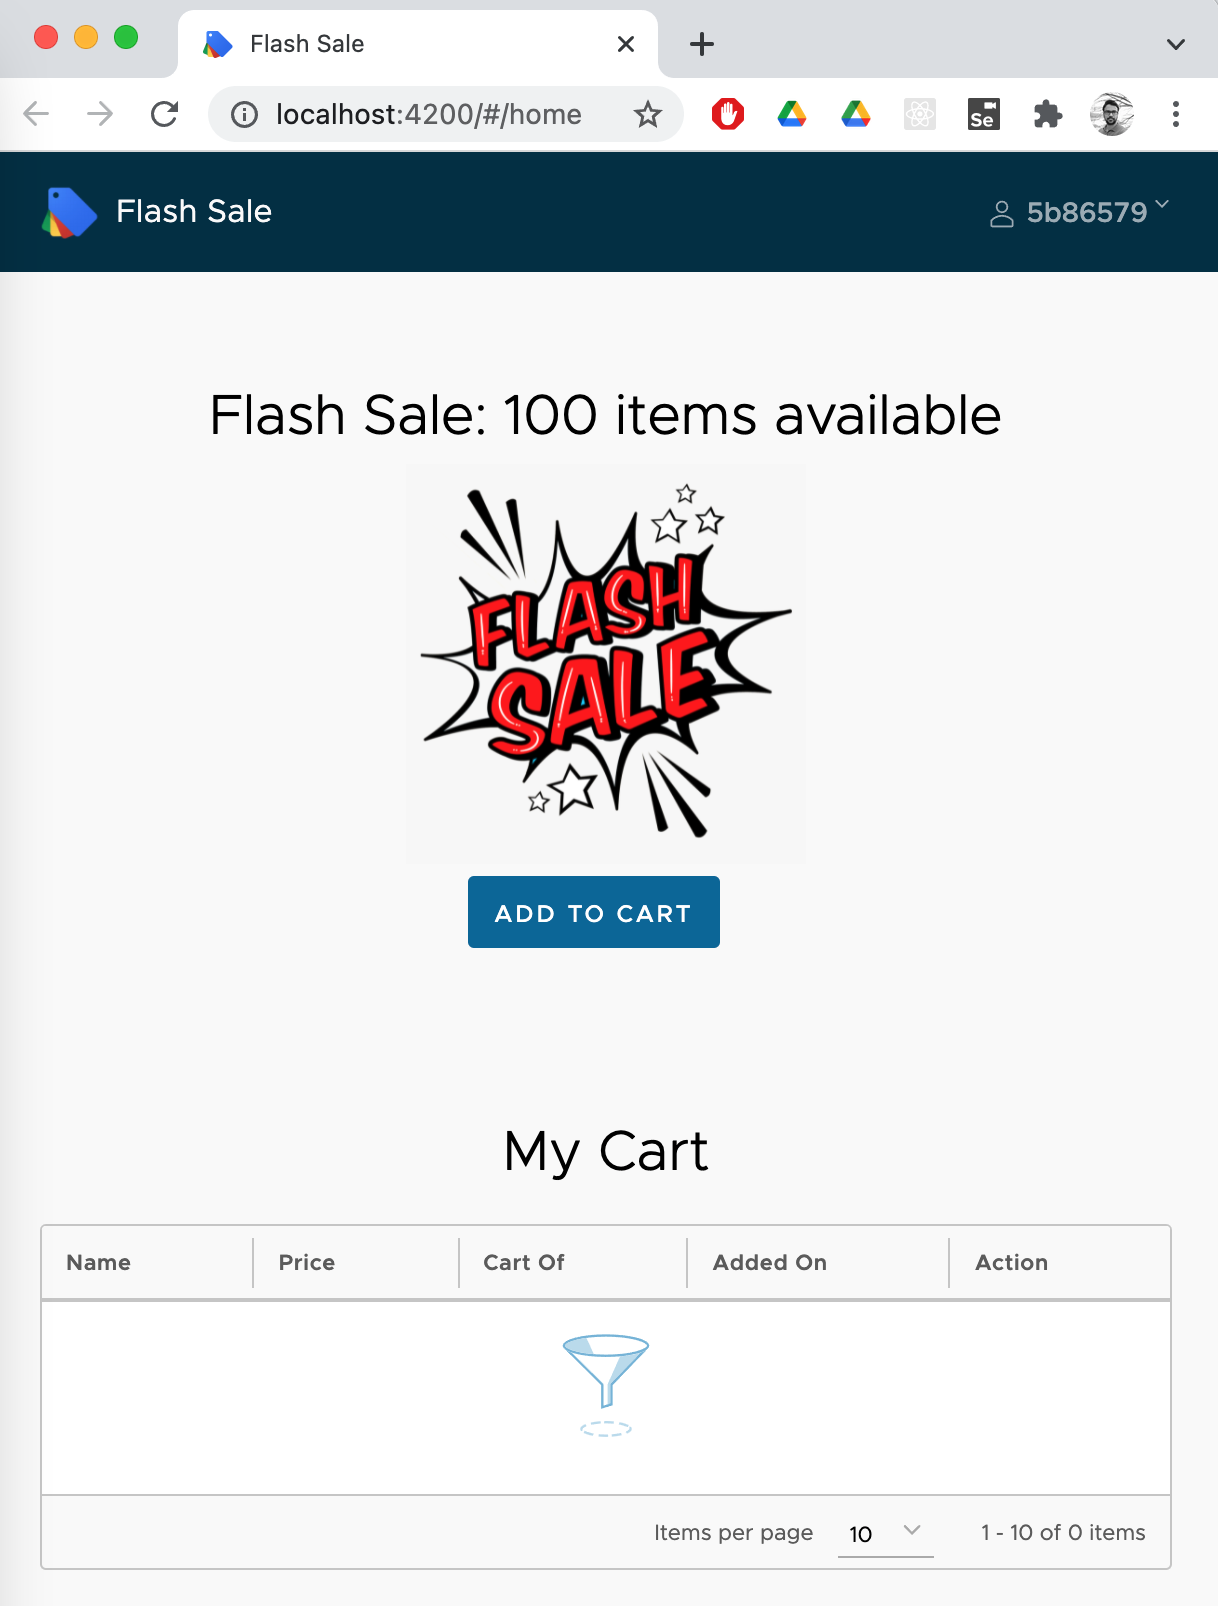 Flash Sale
localhost:4200/#/home
Se
Flash Sale
5b86579
Flash Sale: 100 items available
FLASH
SALE
ADD TO CART
My Cart
Name Price Cart Of Added On Action
Items per page 10 1 - 10 of 0 items